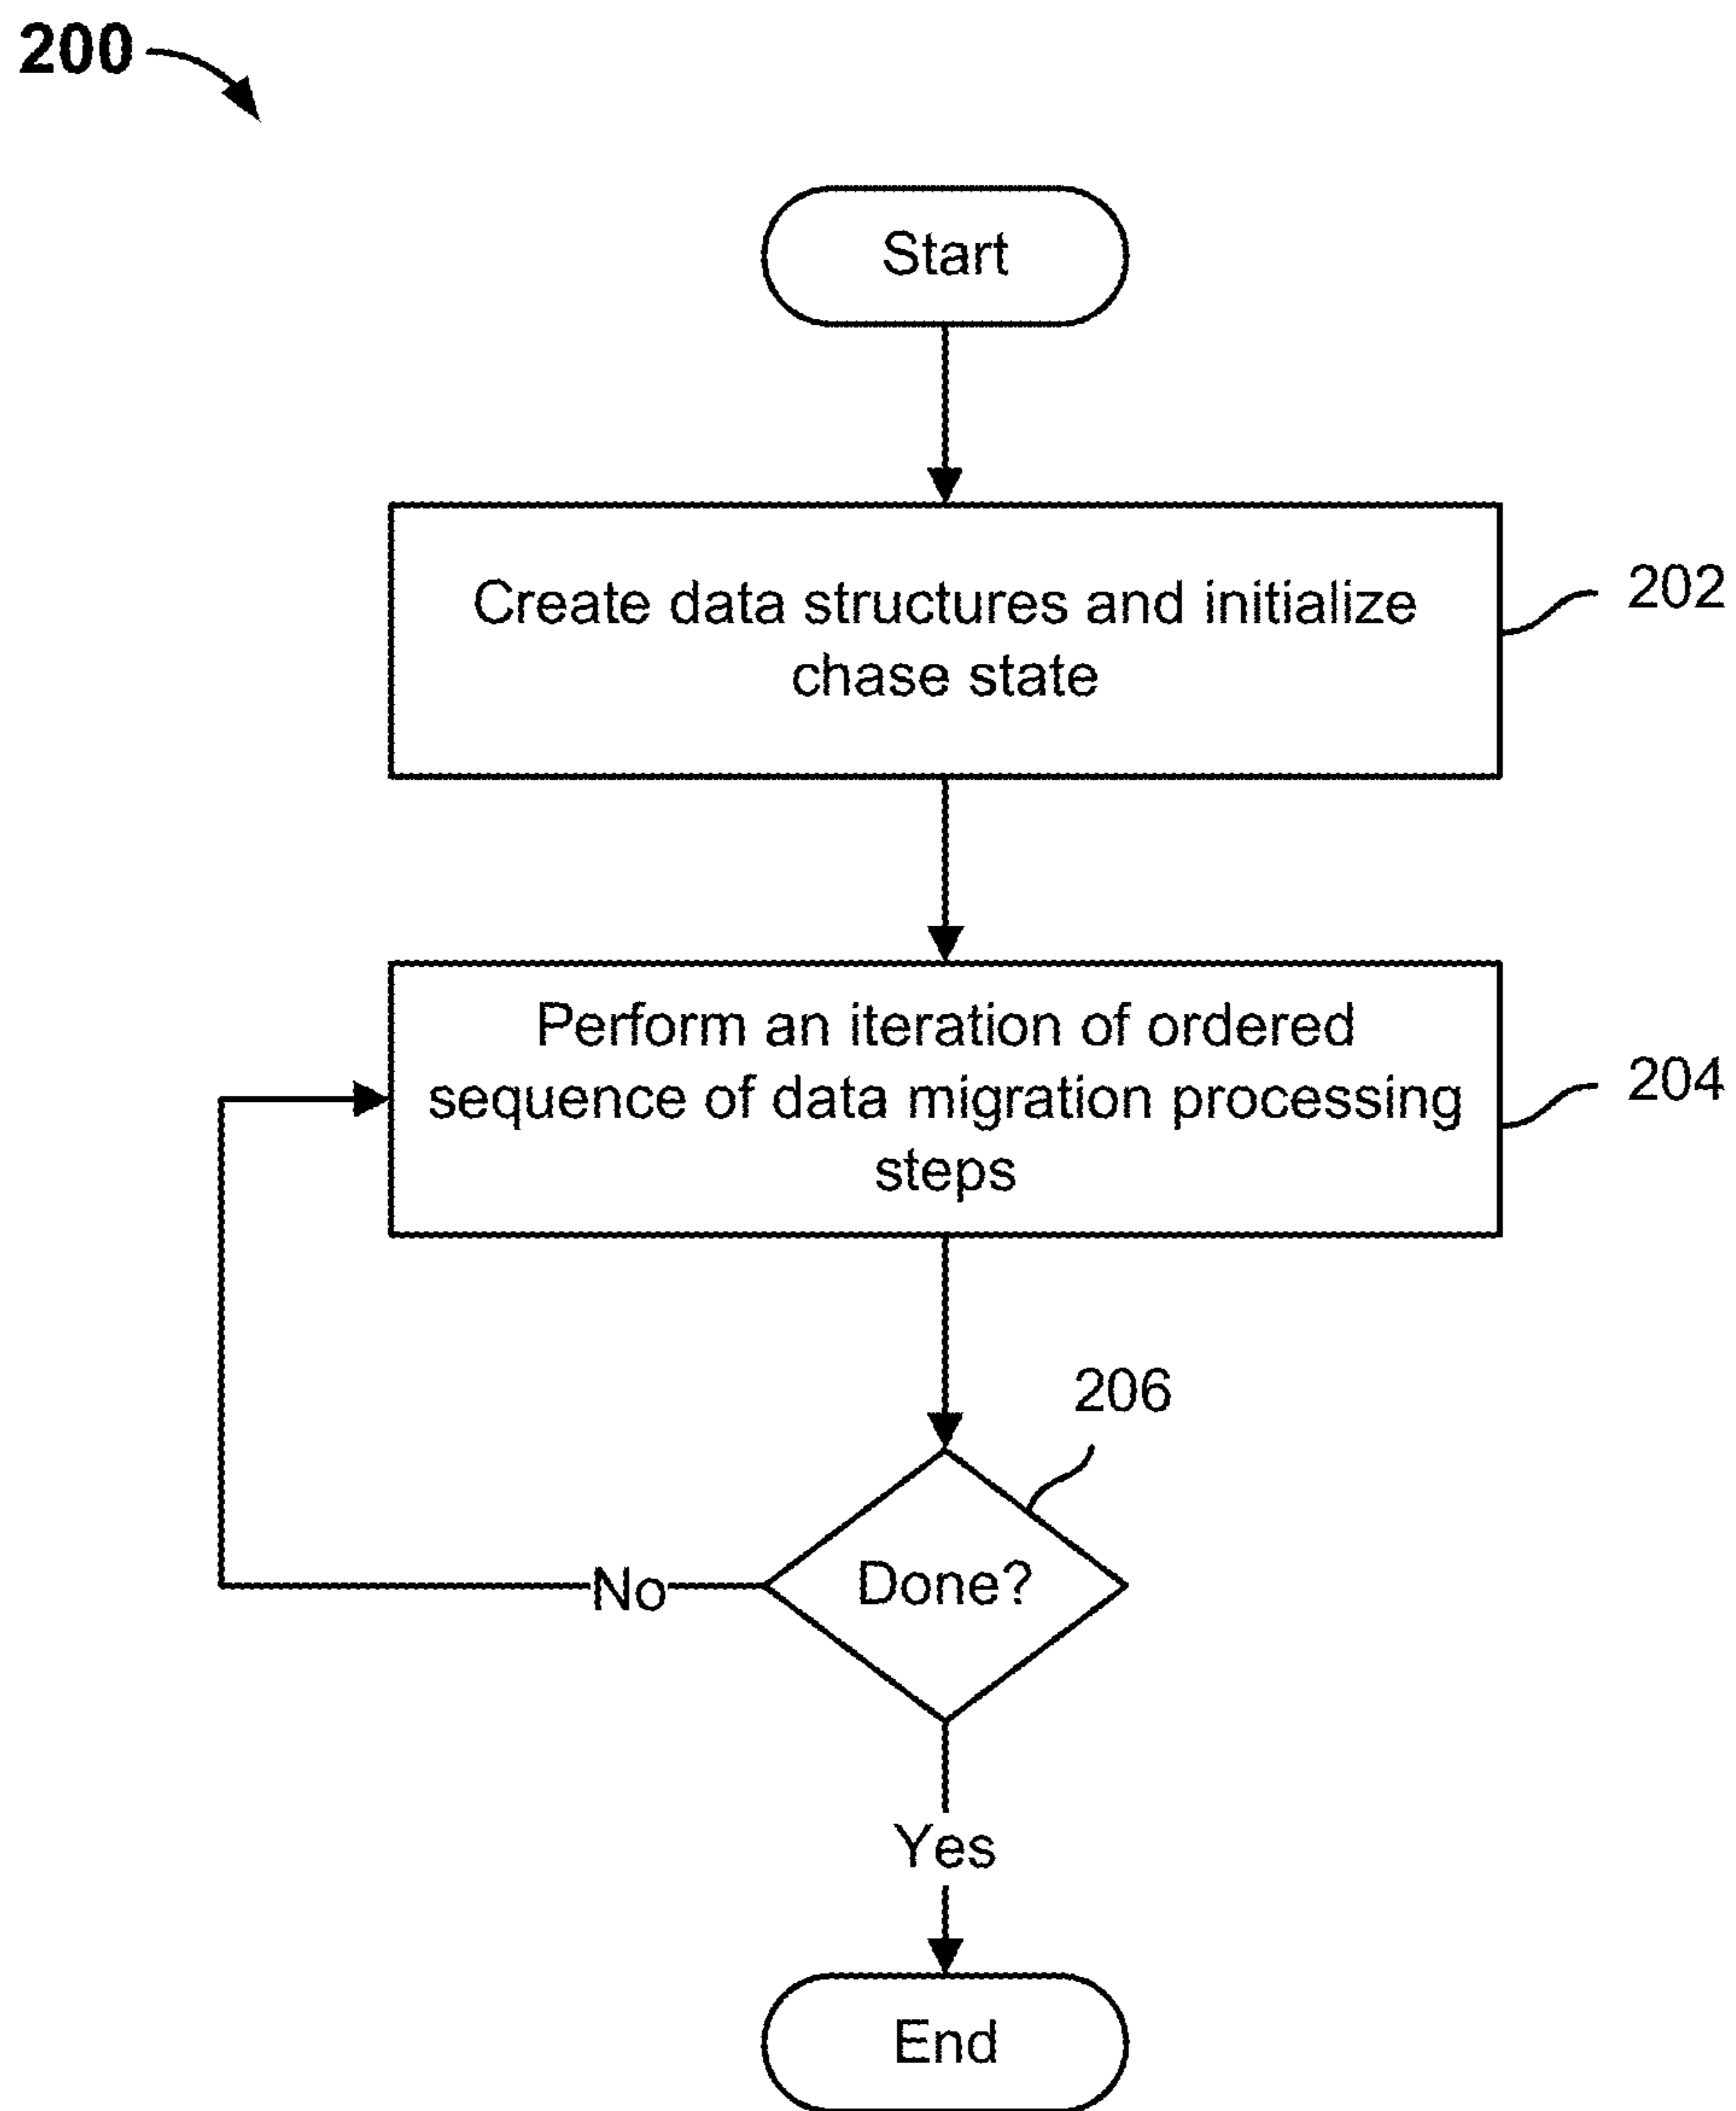 200
Start
Create data structures and initialize
chase state
202
Perform an iteration of ordered
sequence of data migration processing
steps
204
206
Done?
No
Yes
End